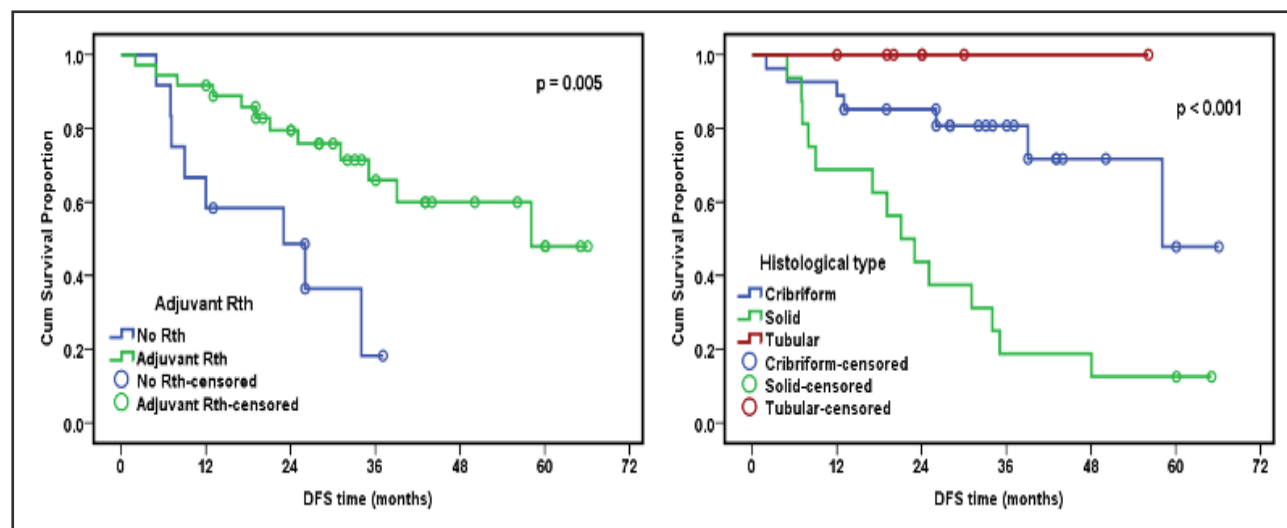 1.0
0.8
0.6
0.4
0.2
0.0
Cum Survival Proportion
p = 0.005
Adjuvant Rth
No Rth
Adjuvant Rth
No Rth-censored
Adjuvant Rth-censored
0 12 24 36 48 60 72
DFS time (months)
1.0
0.8
0.6
0.4
0.2
0.0
Cum Survival Proportion
p < 0.001
Histological type
Cribriform
Solid
Tubular
Cribriform-censored
Solid-censored
Tubular-censored
0 12 24 36 48 60 72
DFS time (months)